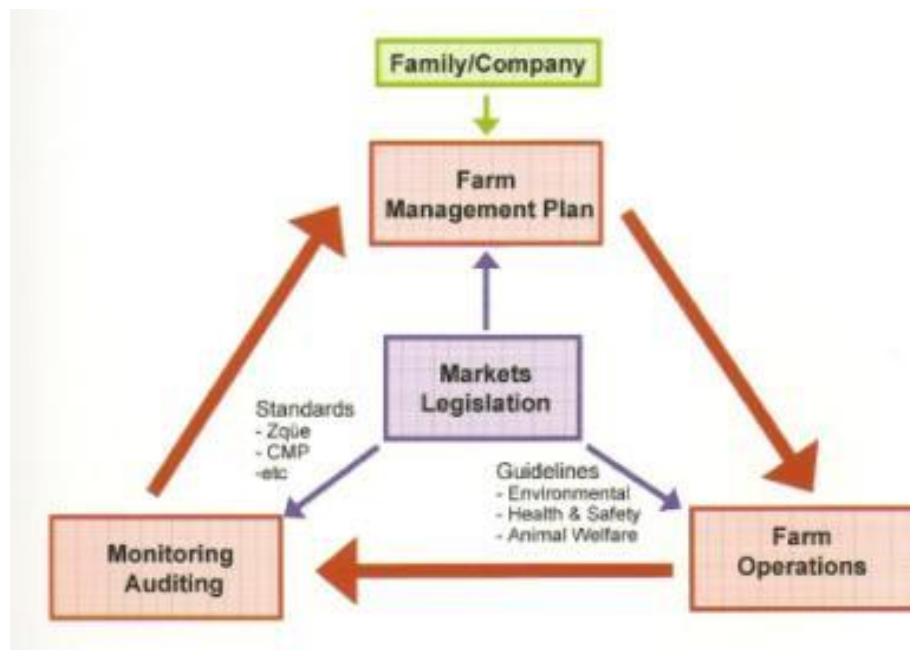 Family/Company
Farm
Management Plan
Markets
Legislation
Standards
- Zqüe
- CMP
-etc
Guidelines
- Environmental
- Health & Safety
- Animal Welfare
Monitoring
Auditing
Farm
Operations